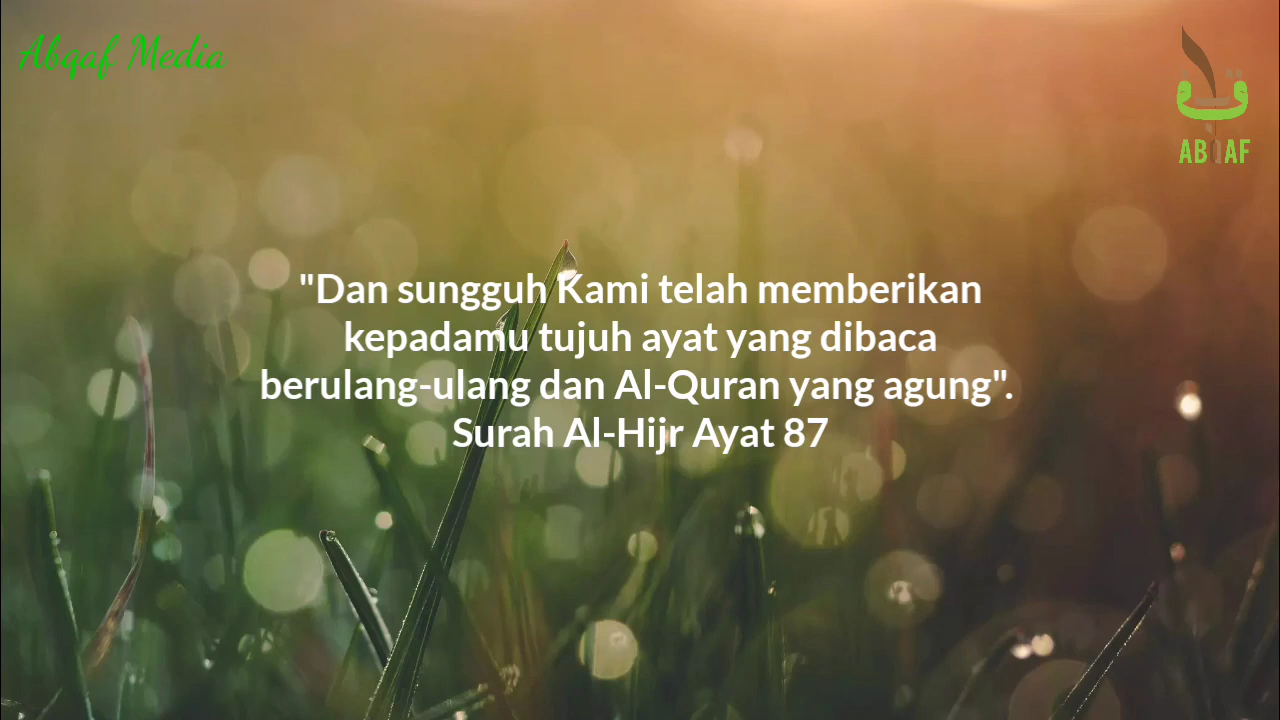 Abqaf Media
ABQAF
"Dan sungguh Kami telah memberikan
kepadamu tujuh ayat yang dibaca
berulang-ulang dan Al-Quran yang agung".
Surah Al-Hijr Ayat 87